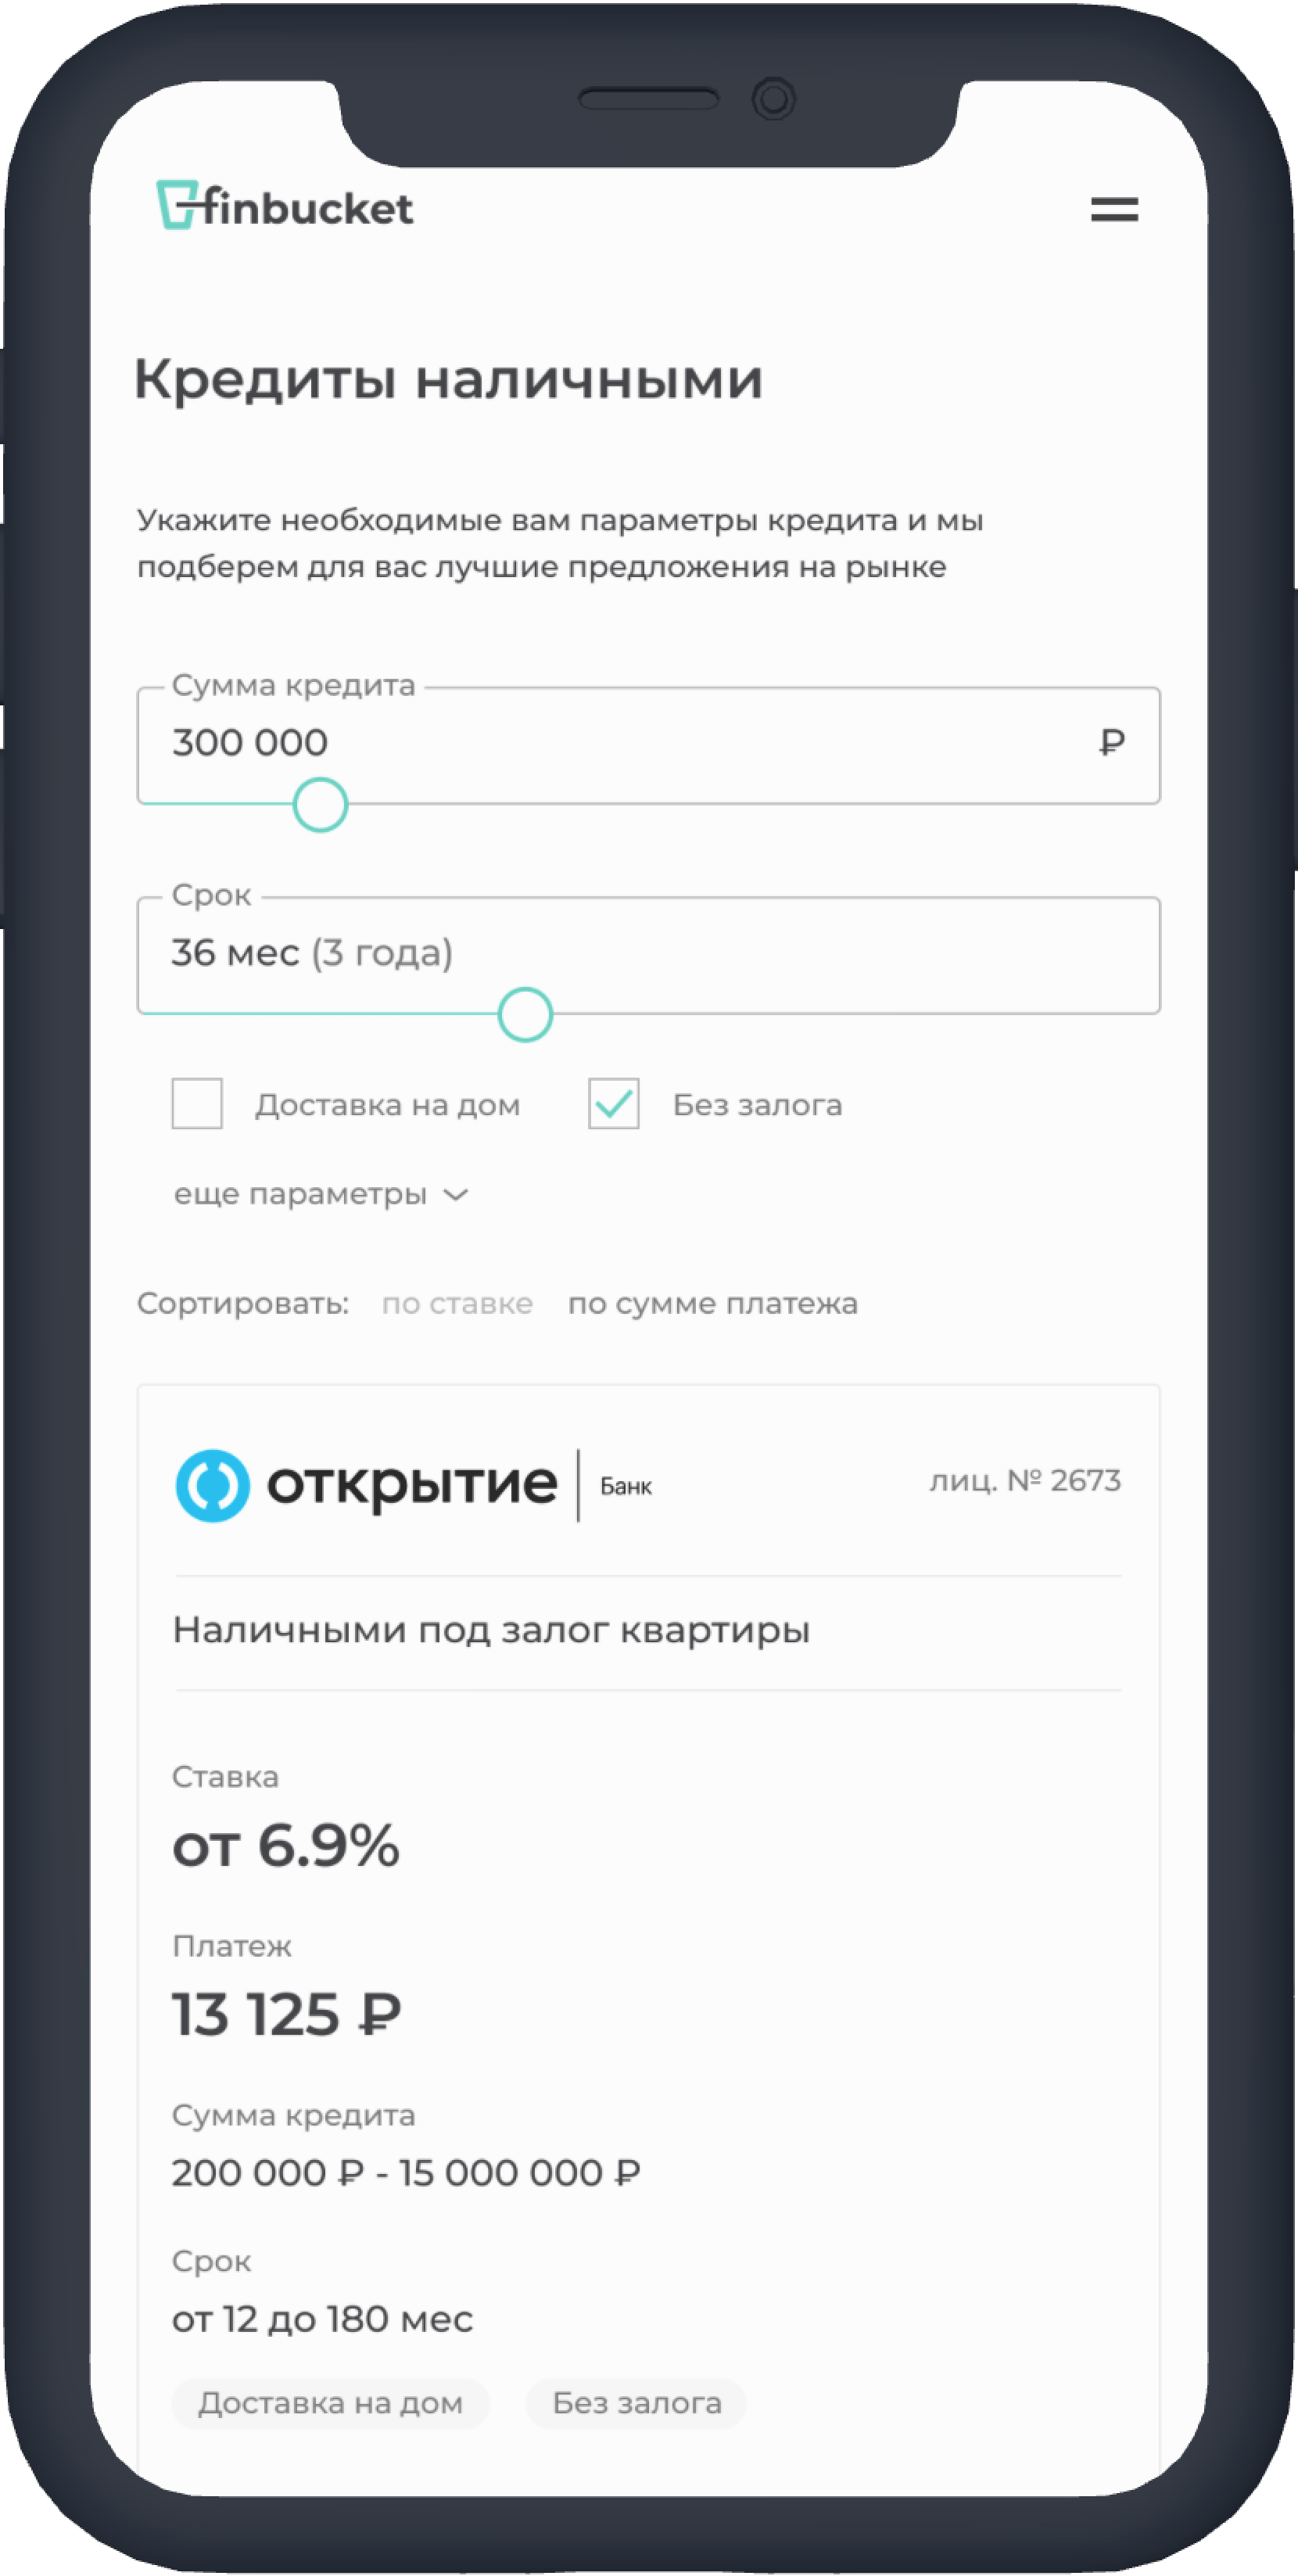 finbucket
Кредиты наличными
Укажите необходимые вам параметры кредита и мы
подберем для вас лучшие предложения на рынке
Сумма кредита
300 000 ₽
Срок
36 мес (3 года)
Доставка на дом Без залога
еще параметры
Сортировать: по ставке по сумме платежа
открытие Банк лиц. № 2673
Наличными под залог квартиры
Ставка
от 6.9%
Платеж
13 125 ₽
Сумма кредита
200 000 ₽ - 15 000 000 ₽
Срок
от 12 до 180 мес
Доставка на дом Без залога